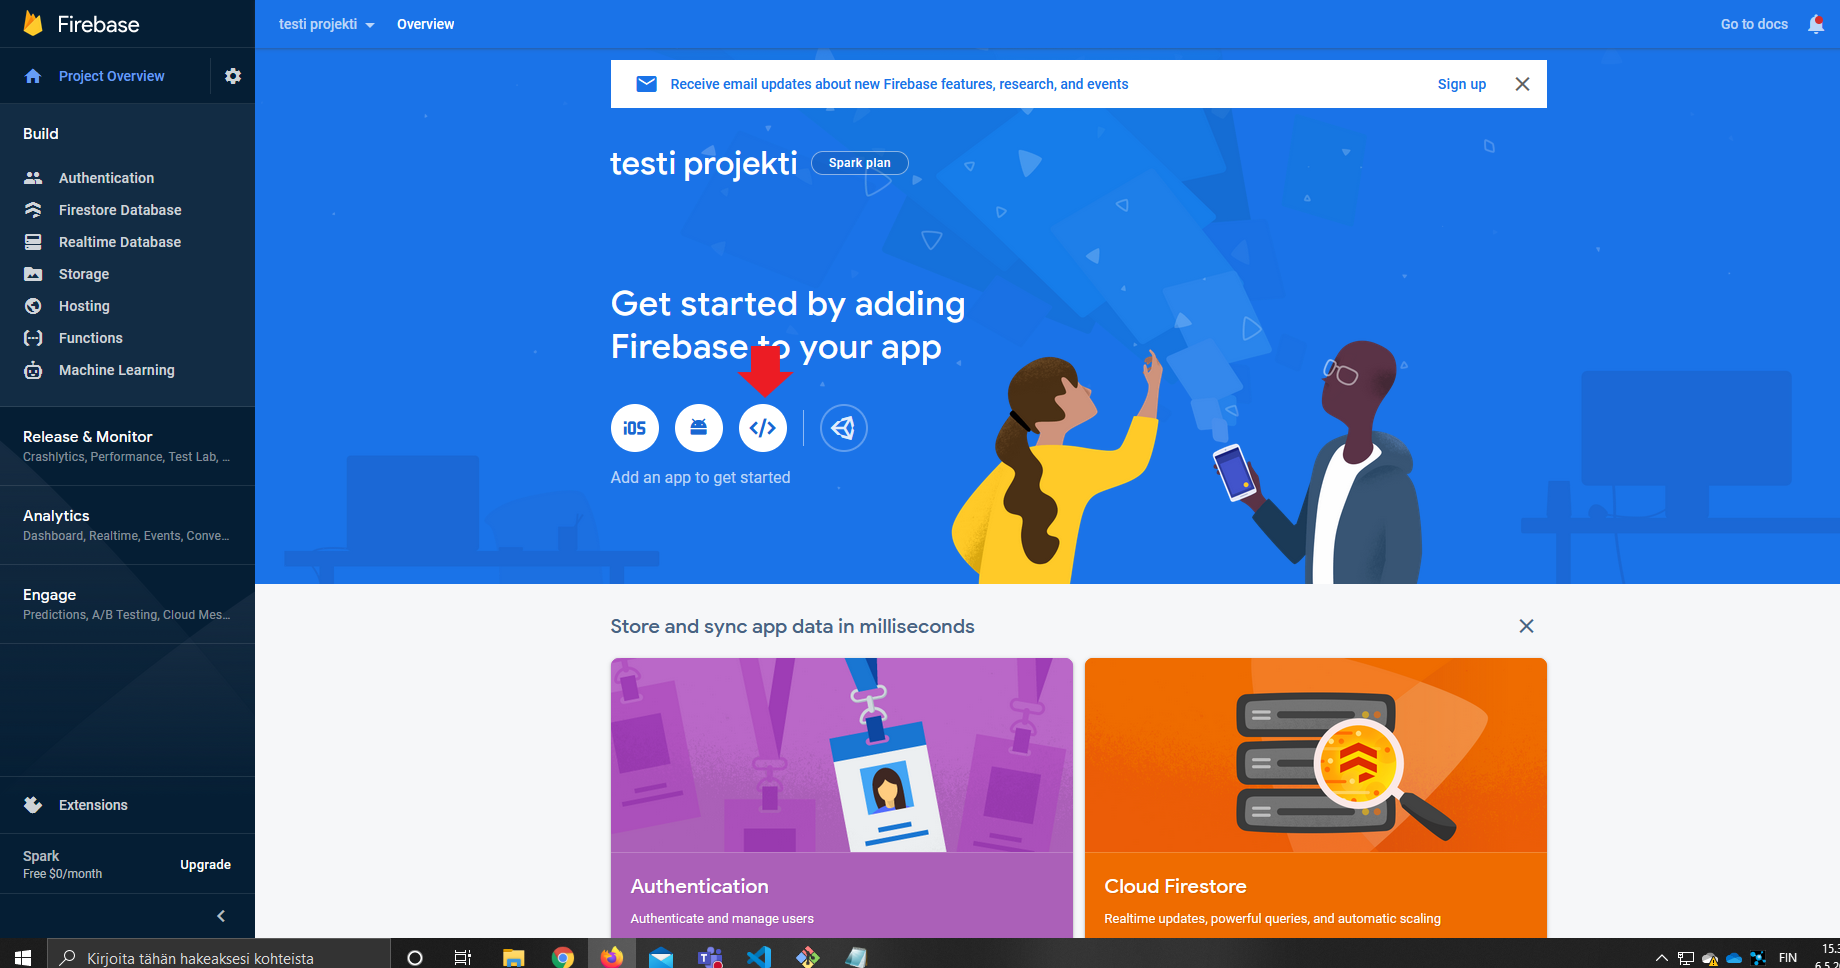 Firebase
testi projekti
Overview
Go to docs
Project Overview
Receive email updates about new Firebase features, research, and events
Sign up
Build
testi projekti
Spark plan
Authentication
Firestore Database
Realtime Database
Storage
Hosting
Functions
Machine Learning
Get started by adding
Firebase to your app
iOS
</>
Add an app to get started
Release & Monitor
Crashlytics, Performance, Test Lab, ...
Analytics
Dashboard, Realtime, Events, Conve...
Engage
Predictions, A/B Testing, Cloud Mes...
Store and sync app data in milliseconds
Extensions
Spark
Free $0/month
Upgrade
Authentication
Authenticate and manage users
Cloud Firestore
Realtime updates, powerful queries, and automatic scaling
Kirjoita tähän hakeaksesi kohteista
FIN
15.3
6.5.2